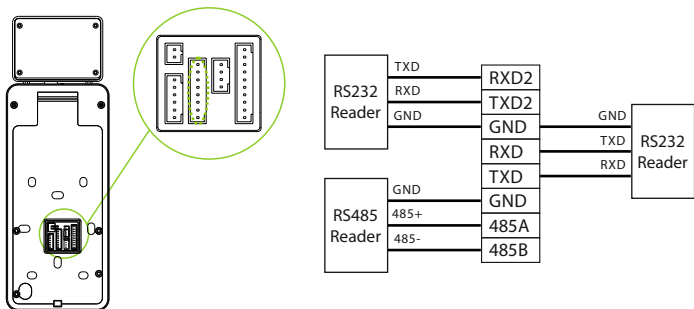 TXD
RXD
GND
RS232
Reader
RXD2
TXD2
GND
RXD
TXD
GND
485A
485B
GND
TXD
RXD
RS232
Reader
GND
485+
485-
RS485
Reader